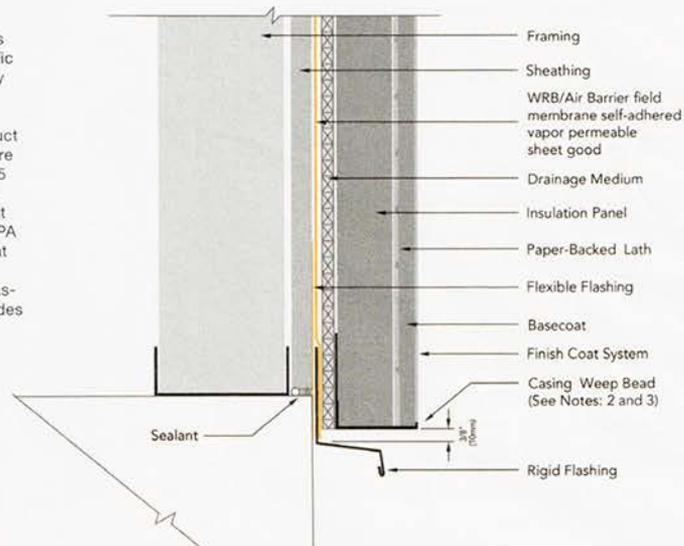 Framing
Sheathing
WRB/Air Barrier field
membrane self-adhered
vapor permeable
sheet good
Drainage Medium
Insulation Panel
Paper-Backed Lath
Flexible Flashing
Basecoat
Finish Coat System
Casing Weep Bead
(See Notes: 2 and 3)
Sealant
3/8"
(10mm)
Rigid Flashing